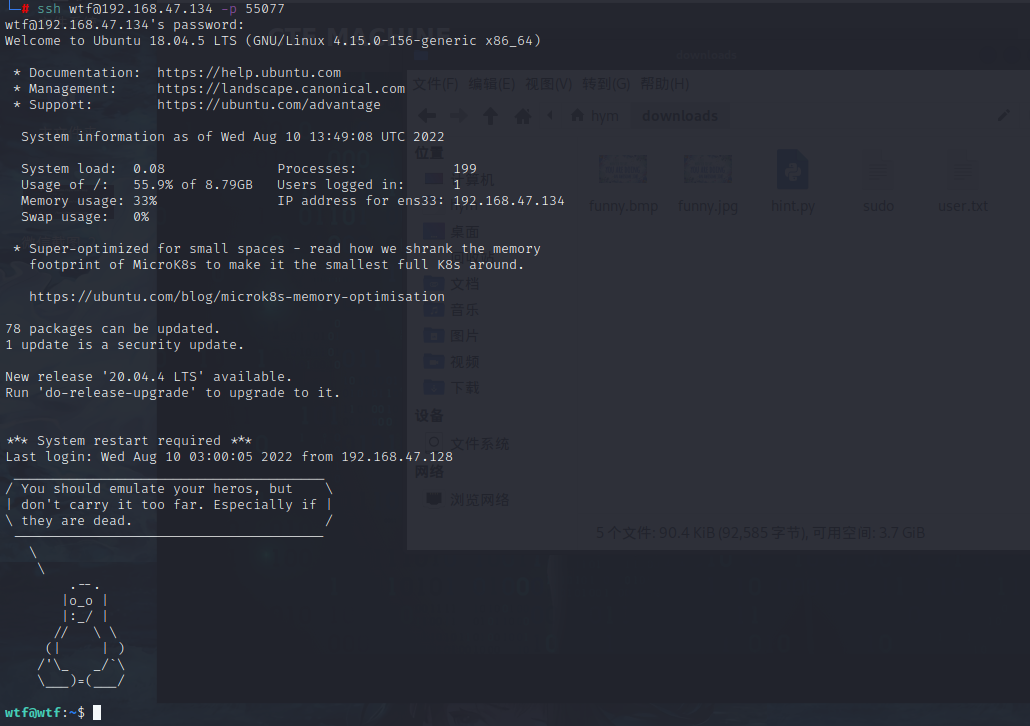 └─# ssh wtf@192.168.47.134 -p 55077
wtf@192.168.47.134's password:
Welcome to Ubuntu 18.04.5 LTS (GNU/Linux 4.15.0-156-generic x86_64)
* Documentation:  https://help.ubuntu.com
* Management:     https://landscape.canonical.com
* Support:        https://ubuntu.com/advantage
System information as of Wed Aug 10 13:49:08 UTC 2022
System load:  0.08              Processes:            199
Usage of /:   55.9% of 8.79GB   Users logged in:      1
Memory usage: 33%               IP address for ens33: 192.168.47.134
Swap usage:   0%
* Super-optimized for small spaces - read how we shrank the memory
footprint of MicroK8s to make it the smallest full K8s around.
https://ubuntu.com/blog/microk8s-memory-optimisation
78 packages can be updated.
1 update is a security update.
New release '20.04.4 LTS' available.
Run 'do-release-upgrade' to upgrade to it.
*** System restart required ***
Last login: Wed Aug 10 03:00:05 2022 from 192.168.47.128
/ You should emulate your heros, but    \
| don't carry it too far. Especially if |
\ they are dead.                        /
\
\
.--.
|o_o |
|:_/ |
//   \ \
(|     | )
/'\_   _/`\
\___)=(___/
wtf@wtf:~$
downloads
文件(F) 编辑(E) 视图(V) 转到(G) 帮助(H)
hym downloads
位置
计算机
桌面
文档
音乐
图片
视频
下载
设备
文件系统
网络
浏览网络
funny.bmp funny.jpg hint.py sudo user.txt
5 个文件: 90.4 KiB (92,585 字节), 可用空间: 3.7 GiB